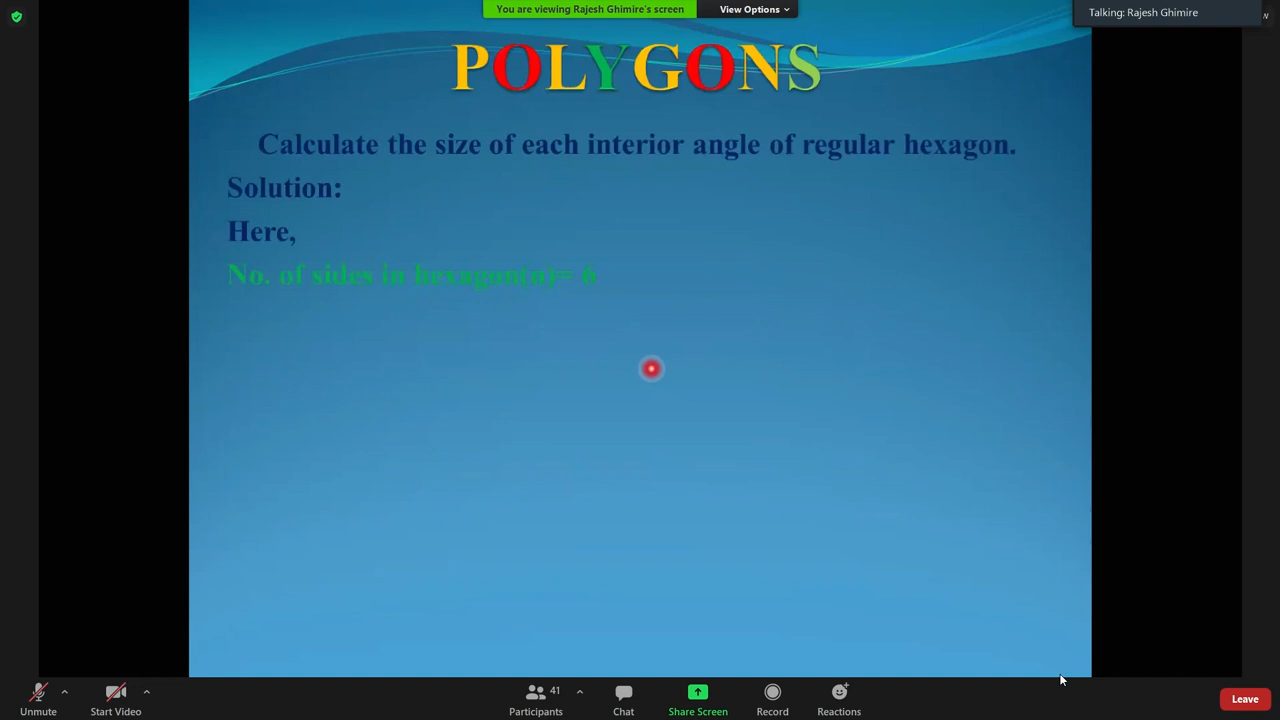 You are viewing Rajesh Ghimire's screen
View Options
Talking: Rajesh Ghimire
POLYGONS
Calculate the size of each interior angle of regular hexagon.
Solution:
Here,
No. of sides in hexagon(n)= 6
Unmute
Start Video
41
Participants
Chat
Share Screen
Record
Reactions
Leave